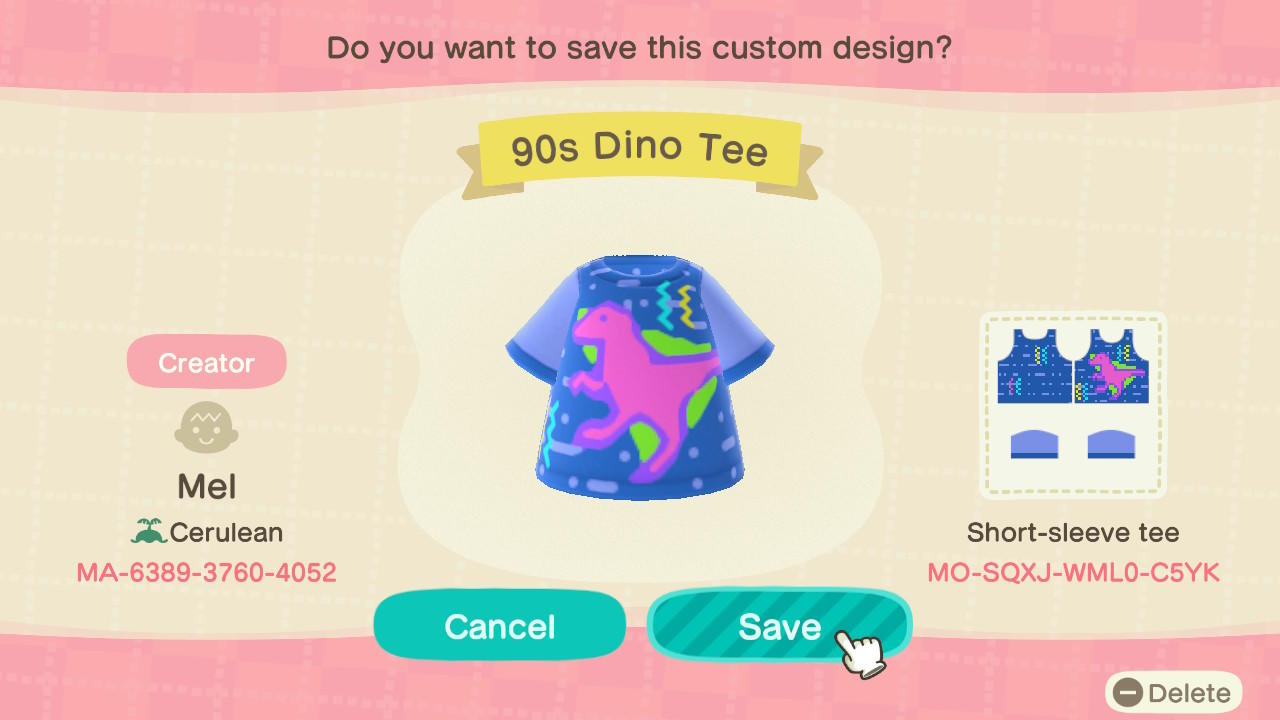 Do you want to save this custom design?
90s Dino Tee
Creator
Mel
Cerulean
MA-6389-3760-4052
Short-sleeve tee
MO-SQXJ-WML0-C5YK
Cancel
Save
Delete